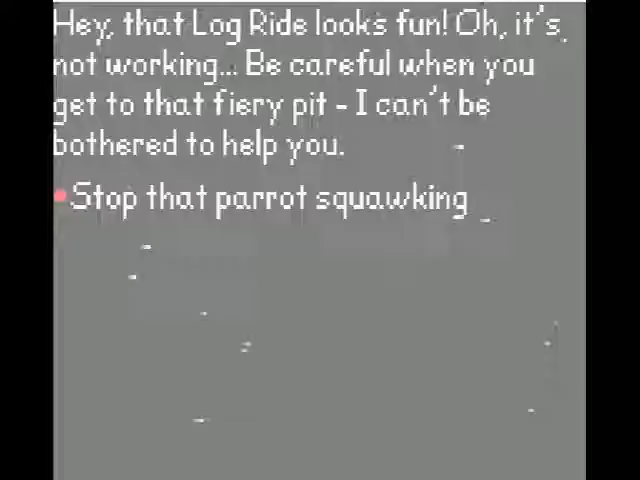 Hey, that Log Ride looks fun! Oh, it's
not working... Be careful when you
get to that fiery pit - I can't be
bothered to help you.
Stop that parrot squawking